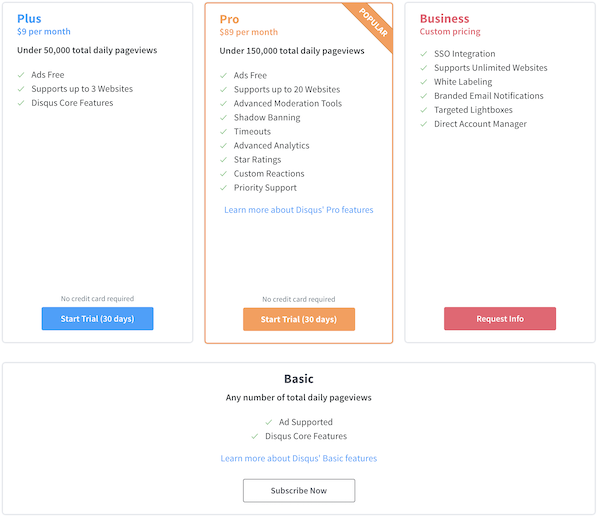 Plus
$9 per month
Under 50,000 total daily pageviews
Ads Free
Supports up to 3 Websites
Disqus Core Features
No credit card required
Start Trial (30 days)
POPULAR
Pro
$89 per month
Under 150,000 total daily pageviews
Ads Free
Supports up to 20 Websites
Advanced Moderation Tools
Shadow Banning
Timeouts
Advanced Analytics
Star Ratings
Custom Reactions
Priority Support
Learn more about Disqus' Pro features
No credit card required
Start Trial (30 days)
Business
Custom pricing
SSO Integration
Supports Unlimited Websites
White Labeling
Branded Email Notifications
Targeted Lightboxes
Direct Account Manager
Request Info
Basic
Any number of total daily pageviews
Ad Supported
Disqus Core Features
Learn more about Disqus' Basic features
Subscribe Now